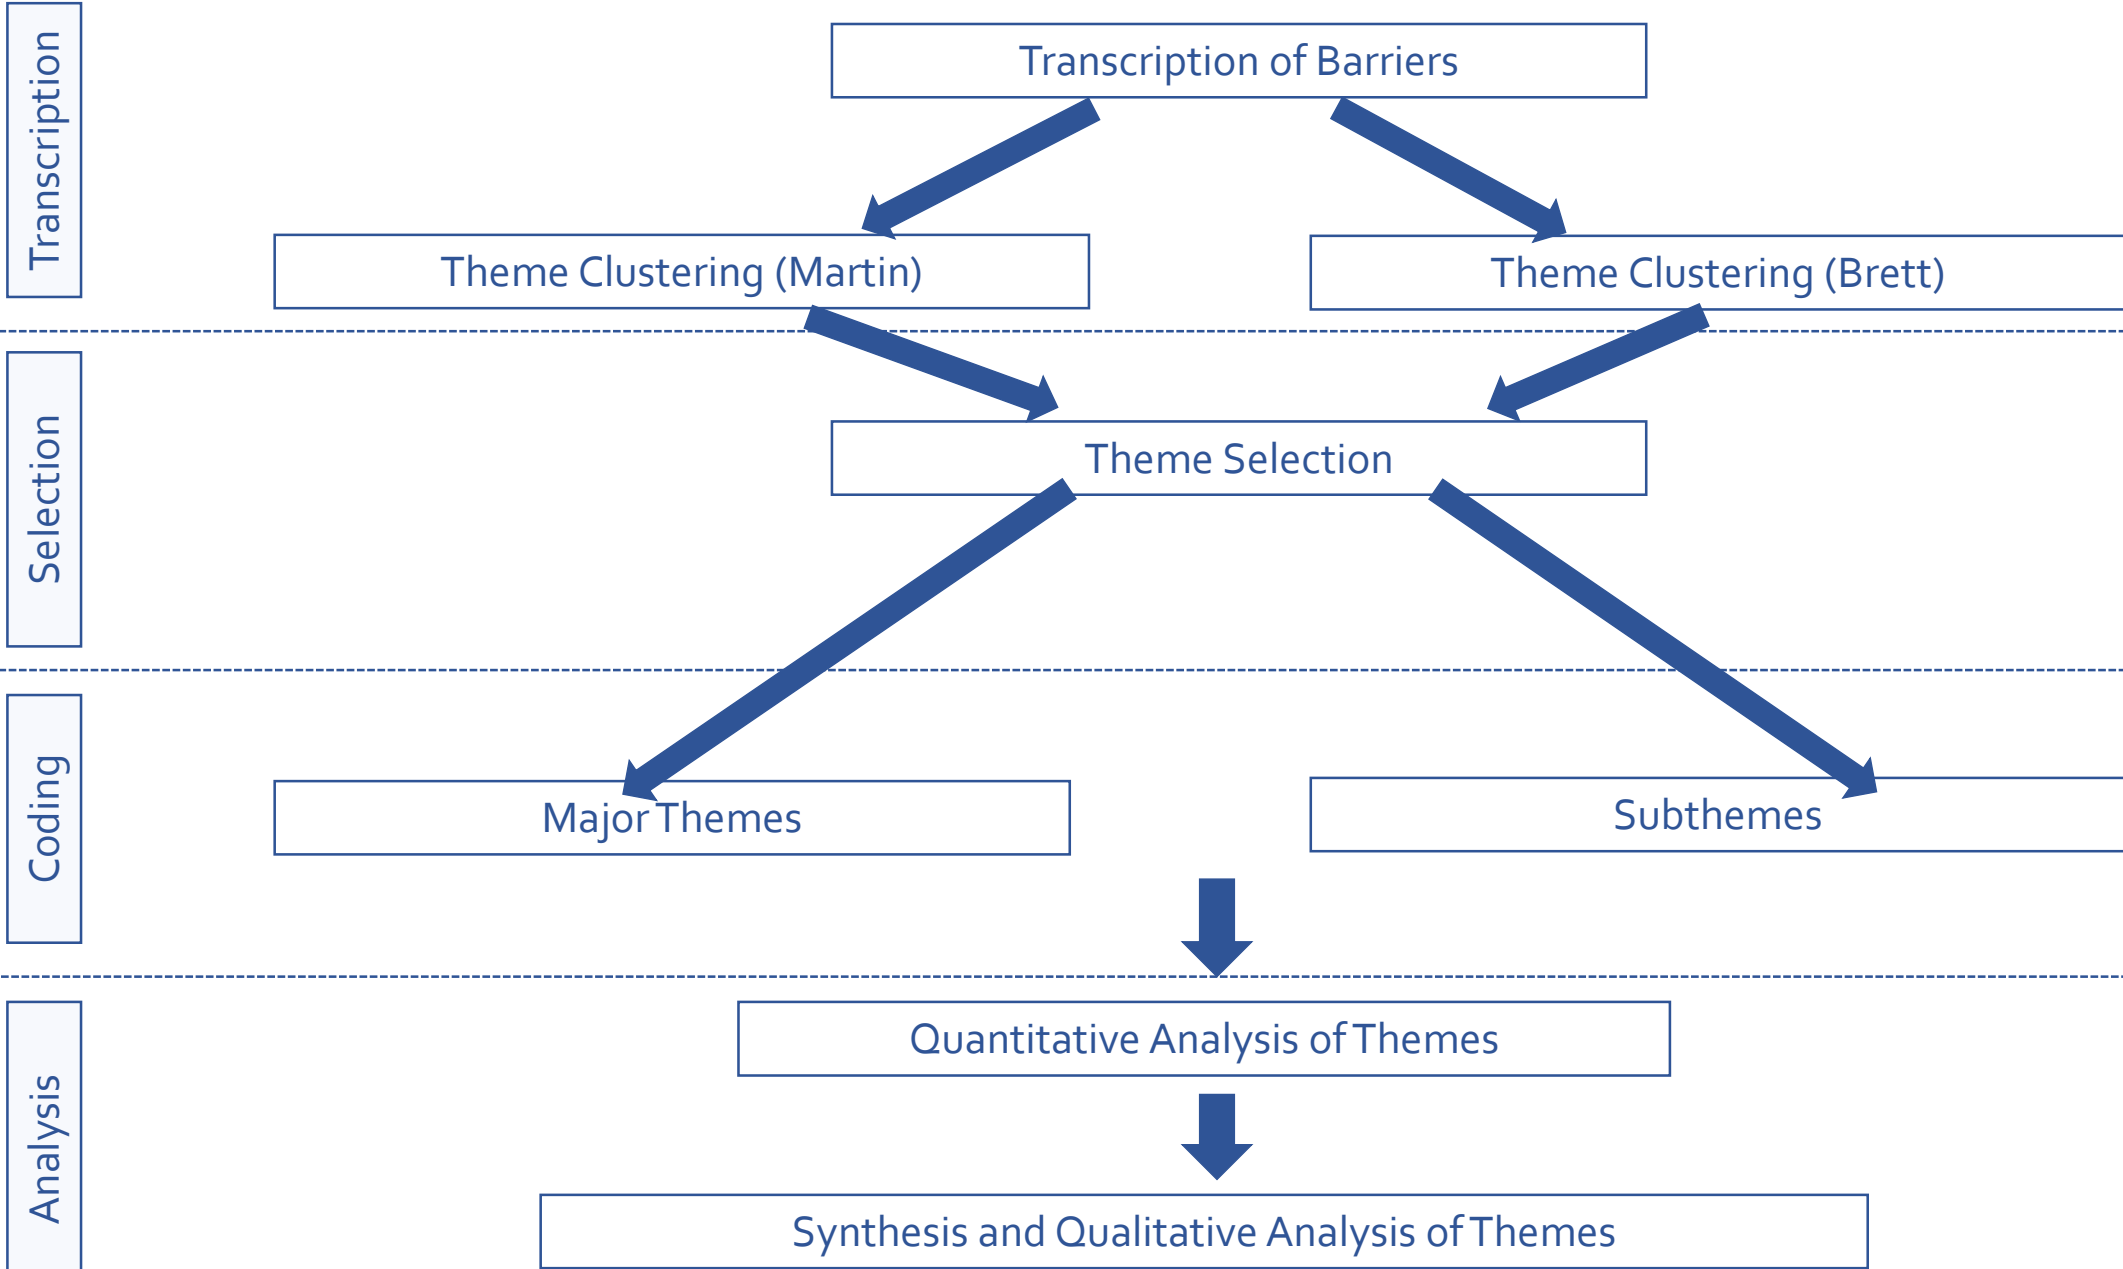 Transcription
Transcription of Barriers
Theme Clustering (Martin)
Theme Clustering (Brett)
Selection
Theme Selection
Coding
Major Themes
Subthemes
Analysis
Quantitative Analysis of Themes
Synthesis and Qualitative Analysis of Themes